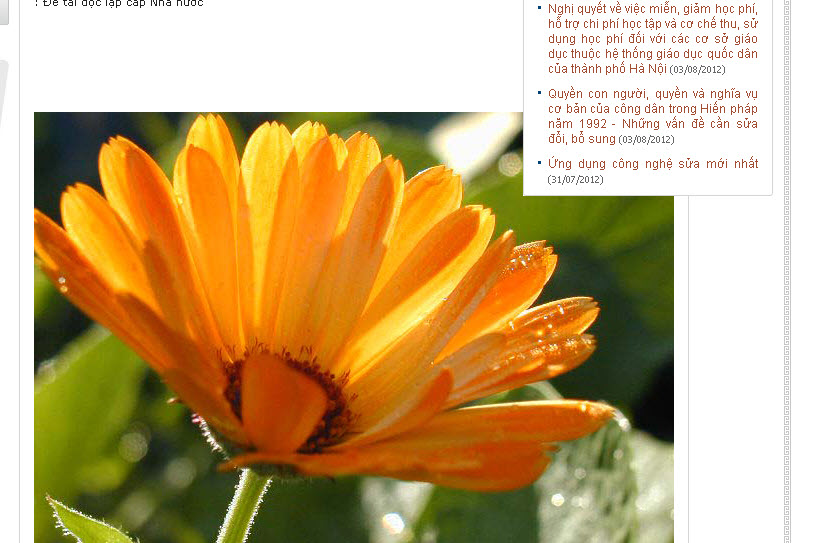 : Đề tài độc lập cấp Nhà nước
Nghị quyết về việc miễn, giảm học phí,
hỗ trợ chi phí học tập và cơ chế thu, sử
dụng học phí đối với các cơ sở giáo
dục thuộc hệ thống giáo dục quốc dân
của thành phố Hà Nội (03/08/2012)
Quyền con người, quyền và nghĩa vụ
cơ bản của công dân trong Hiến pháp
năm 1992 - Những vấn đề cần sửa
đổi, bổ sung (03/08/2012)
Ứng dụng công nghệ sửa mới nhất
(31/07/2012)